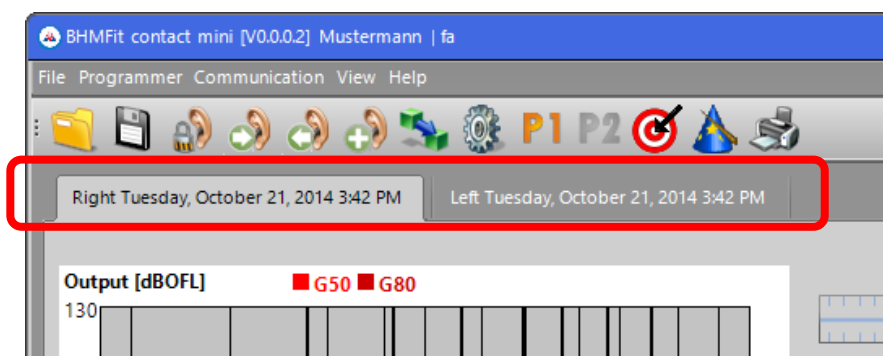 BHMFit contact mini [V0.0.0.2] Mustermann | fa
File Programmer Communication View Help
P1 P2
Right Tuesday, October 21, 2014 3:42 PM Left Tuesday, October 21, 2014 3:42 PM
Output [dBOFL] G50 G80
130